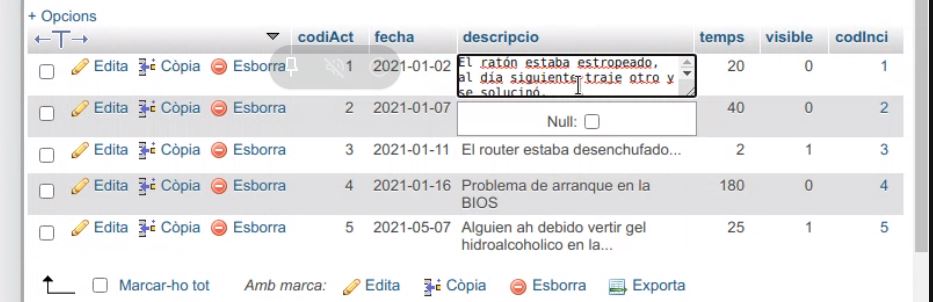 + Opcions
←T→ codiAct fecha descripcio temps visible codInci
Edita Còpia Esborra 1 2021-01-02 El ratón estaba estropeado, 20 0 1
al día siguiente traje otro y
se solucinó.
Edita Còpia Esborra 2 2021-01-07 Null: 40 0 2
Edita Còpia Esborra 3 2021-01-11 El router estaba desenchufado... 2 1 3
Edita Còpia Esborra 4 2021-01-16 Problema de arranque en la 180 0 4
BIOS
Edita Còpia Esborra 5 2021-05-07 Alguien ah debido vertir gel 25 1 5
hidroalcoholico en la...
Marcar-ho tot Amb marca: Edita Còpia Esborra Exporta